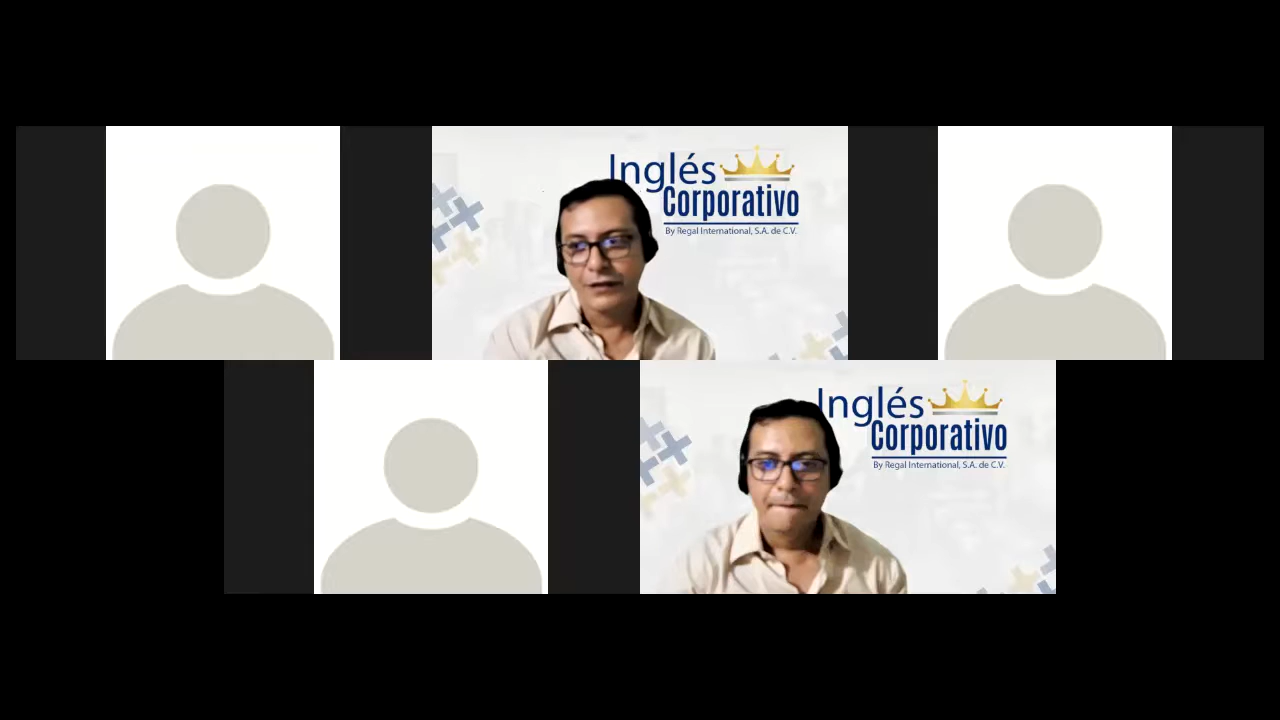 Inglés
Corporativo
By Regal International, S.A. de C.V.
Inglés
Corporativo
By Regal International, S.A. de C.V.